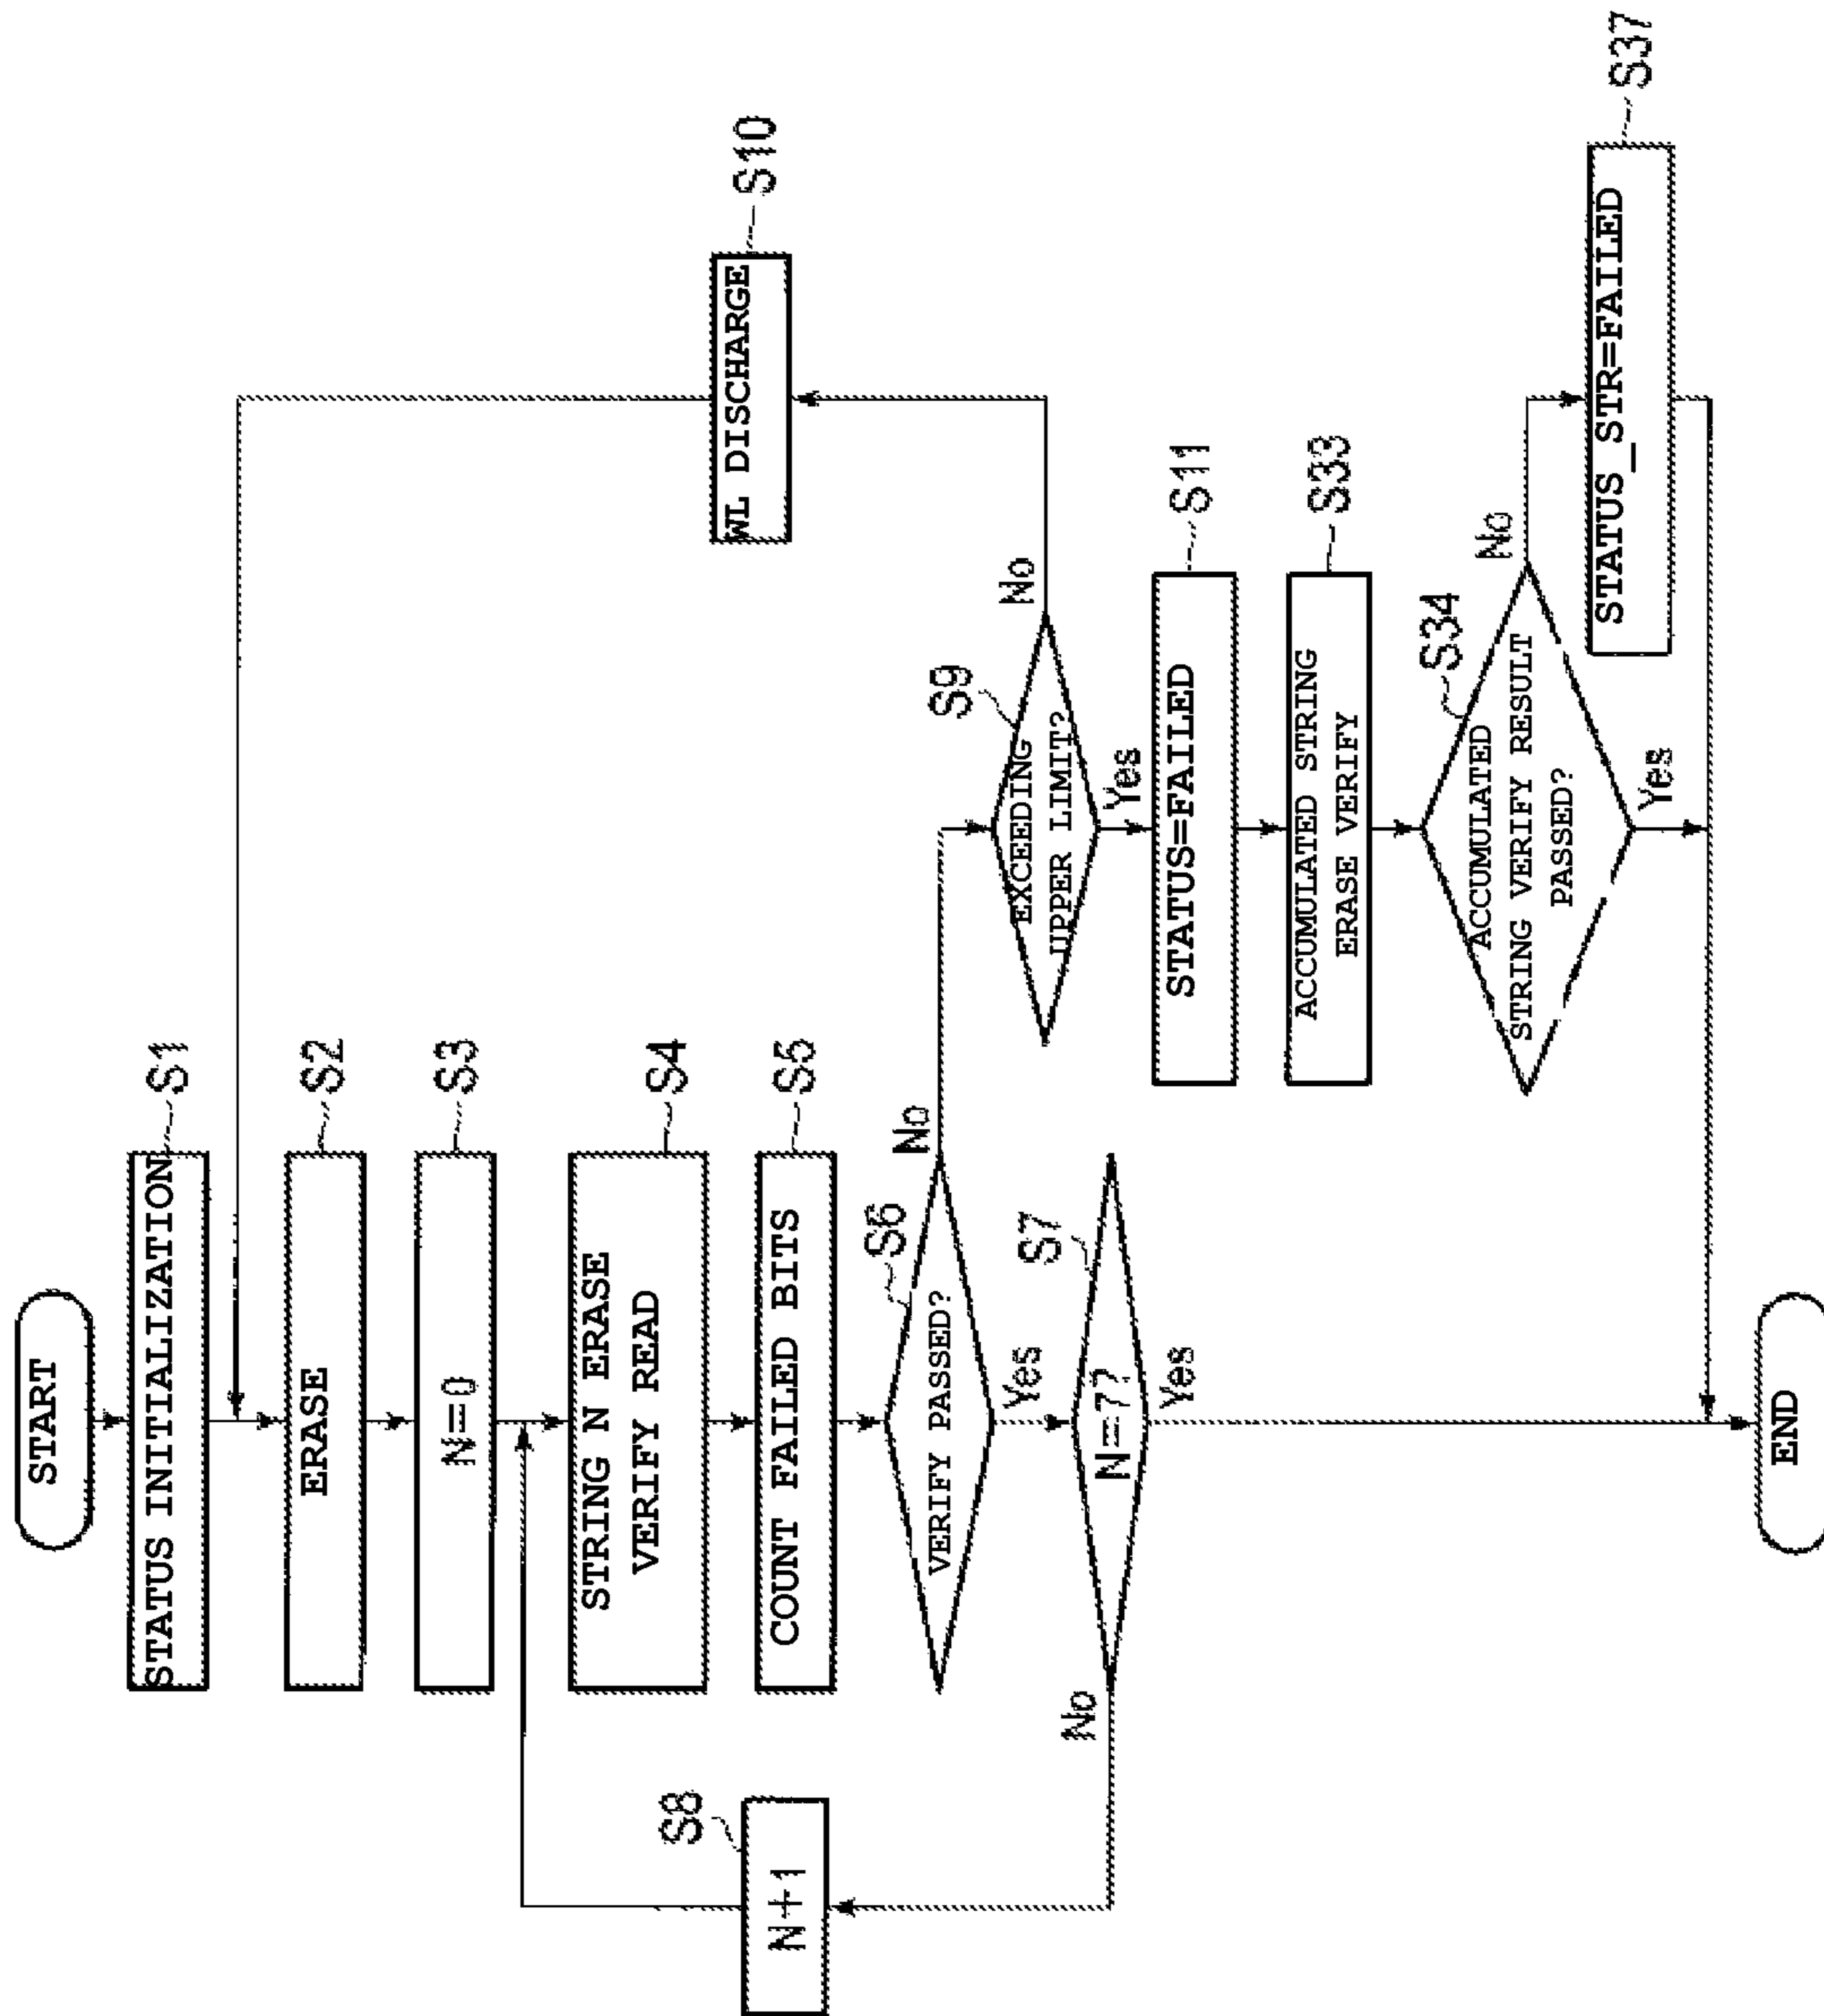 START
STATUS INITIALIZATION
S1
ERASE
S2
N=0
S3
STRING N ERASE
VERIFY READ
S4
COUNT FAILED BITS
S5
VERIFY PASSED?
S6
Yes
No
N=7?
S7
Yes
No
N+1
S8
EXCEEDING
UPPER LIMIT?
S9
No
Yes
WL DISCHARGE
S10
STATUS=FAILED
S11
ACCUMULATED STRING
ERASE VERIFY
S33
ACCUMULATED
STRING VERIFY RESULT
PASSED?
S34
No
Yes
STATUS_STR=FAILED
S37
END